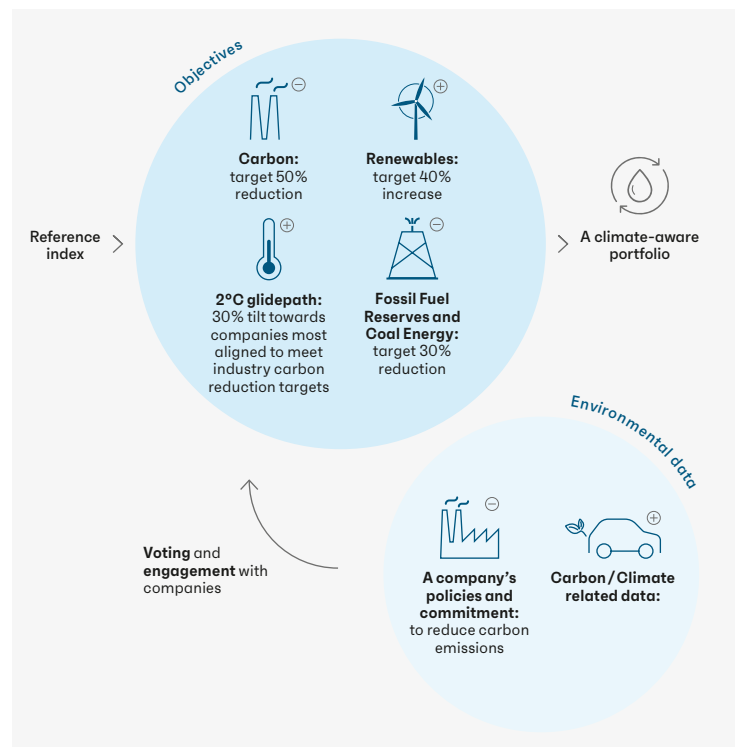 Objectives
Carbon:
target 50%
reduction
Renewables:
target 40%
increase
Reference
index
A climate-aware
portfolio
2°C glidepath:
30% tilt towards
companies most
aligned to meet
industry carbon
reduction targets
Fossil Fuel
Reserves and
Coal Energy:
target 30%
reduction
Environmental data
Voting and
engagement with
companies
A company’s
policies and
commitment:
to reduce carbon
emissions
Carbon / Climate
related data: